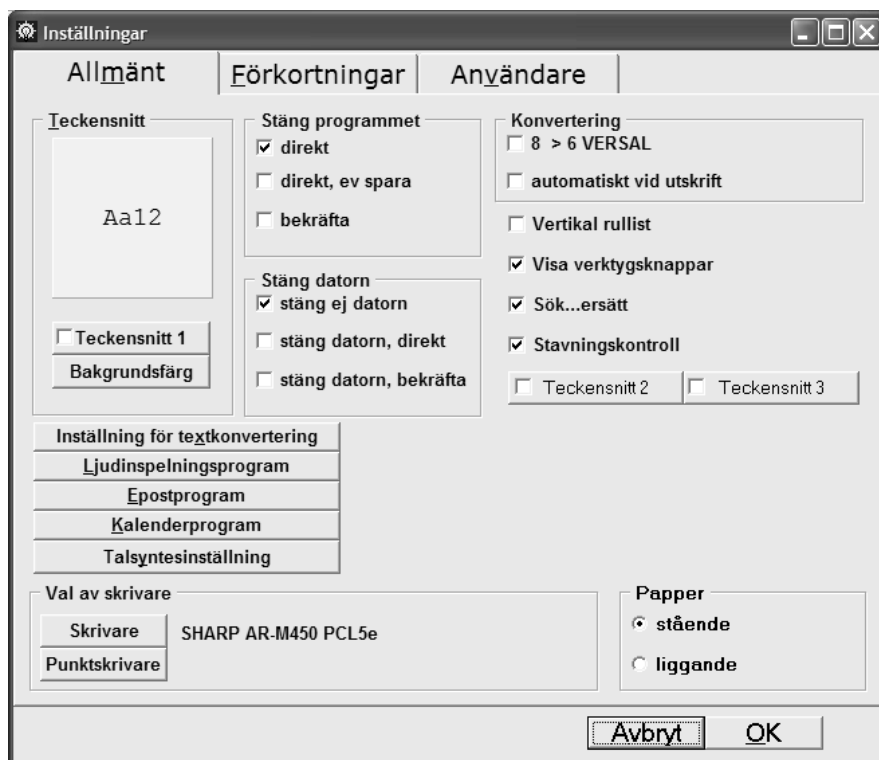 Inställningar
Allmänt
Förkortningar
Användare
Teckensnitt
Aa12
Teckensnitt 1
Bakgrundsfärg
Stäng programmet
direkt
direkt, ev spara
bekräfta
Stäng datorn
stäng ej datorn
stäng datorn, direkt
stäng datorn, bekräfta
Konvertering
8 > 6 VERSAL
automatiskt vid utskrift
Vertikal rullist
Visa verktygsknappar
Sök...ersätt
Stavningskontroll
Teckensnitt 2
Teckensnitt 3
Inställning för textkonvertering
Ljudinspelningsprogram
Epostprogram
Kalenderprogram
Talsyntesinställning
Val av skrivare
Skrivare
SHARP AR-M450 PCL5e
Punktskrivare
Papper
stående
liggande
Avbryt
OK